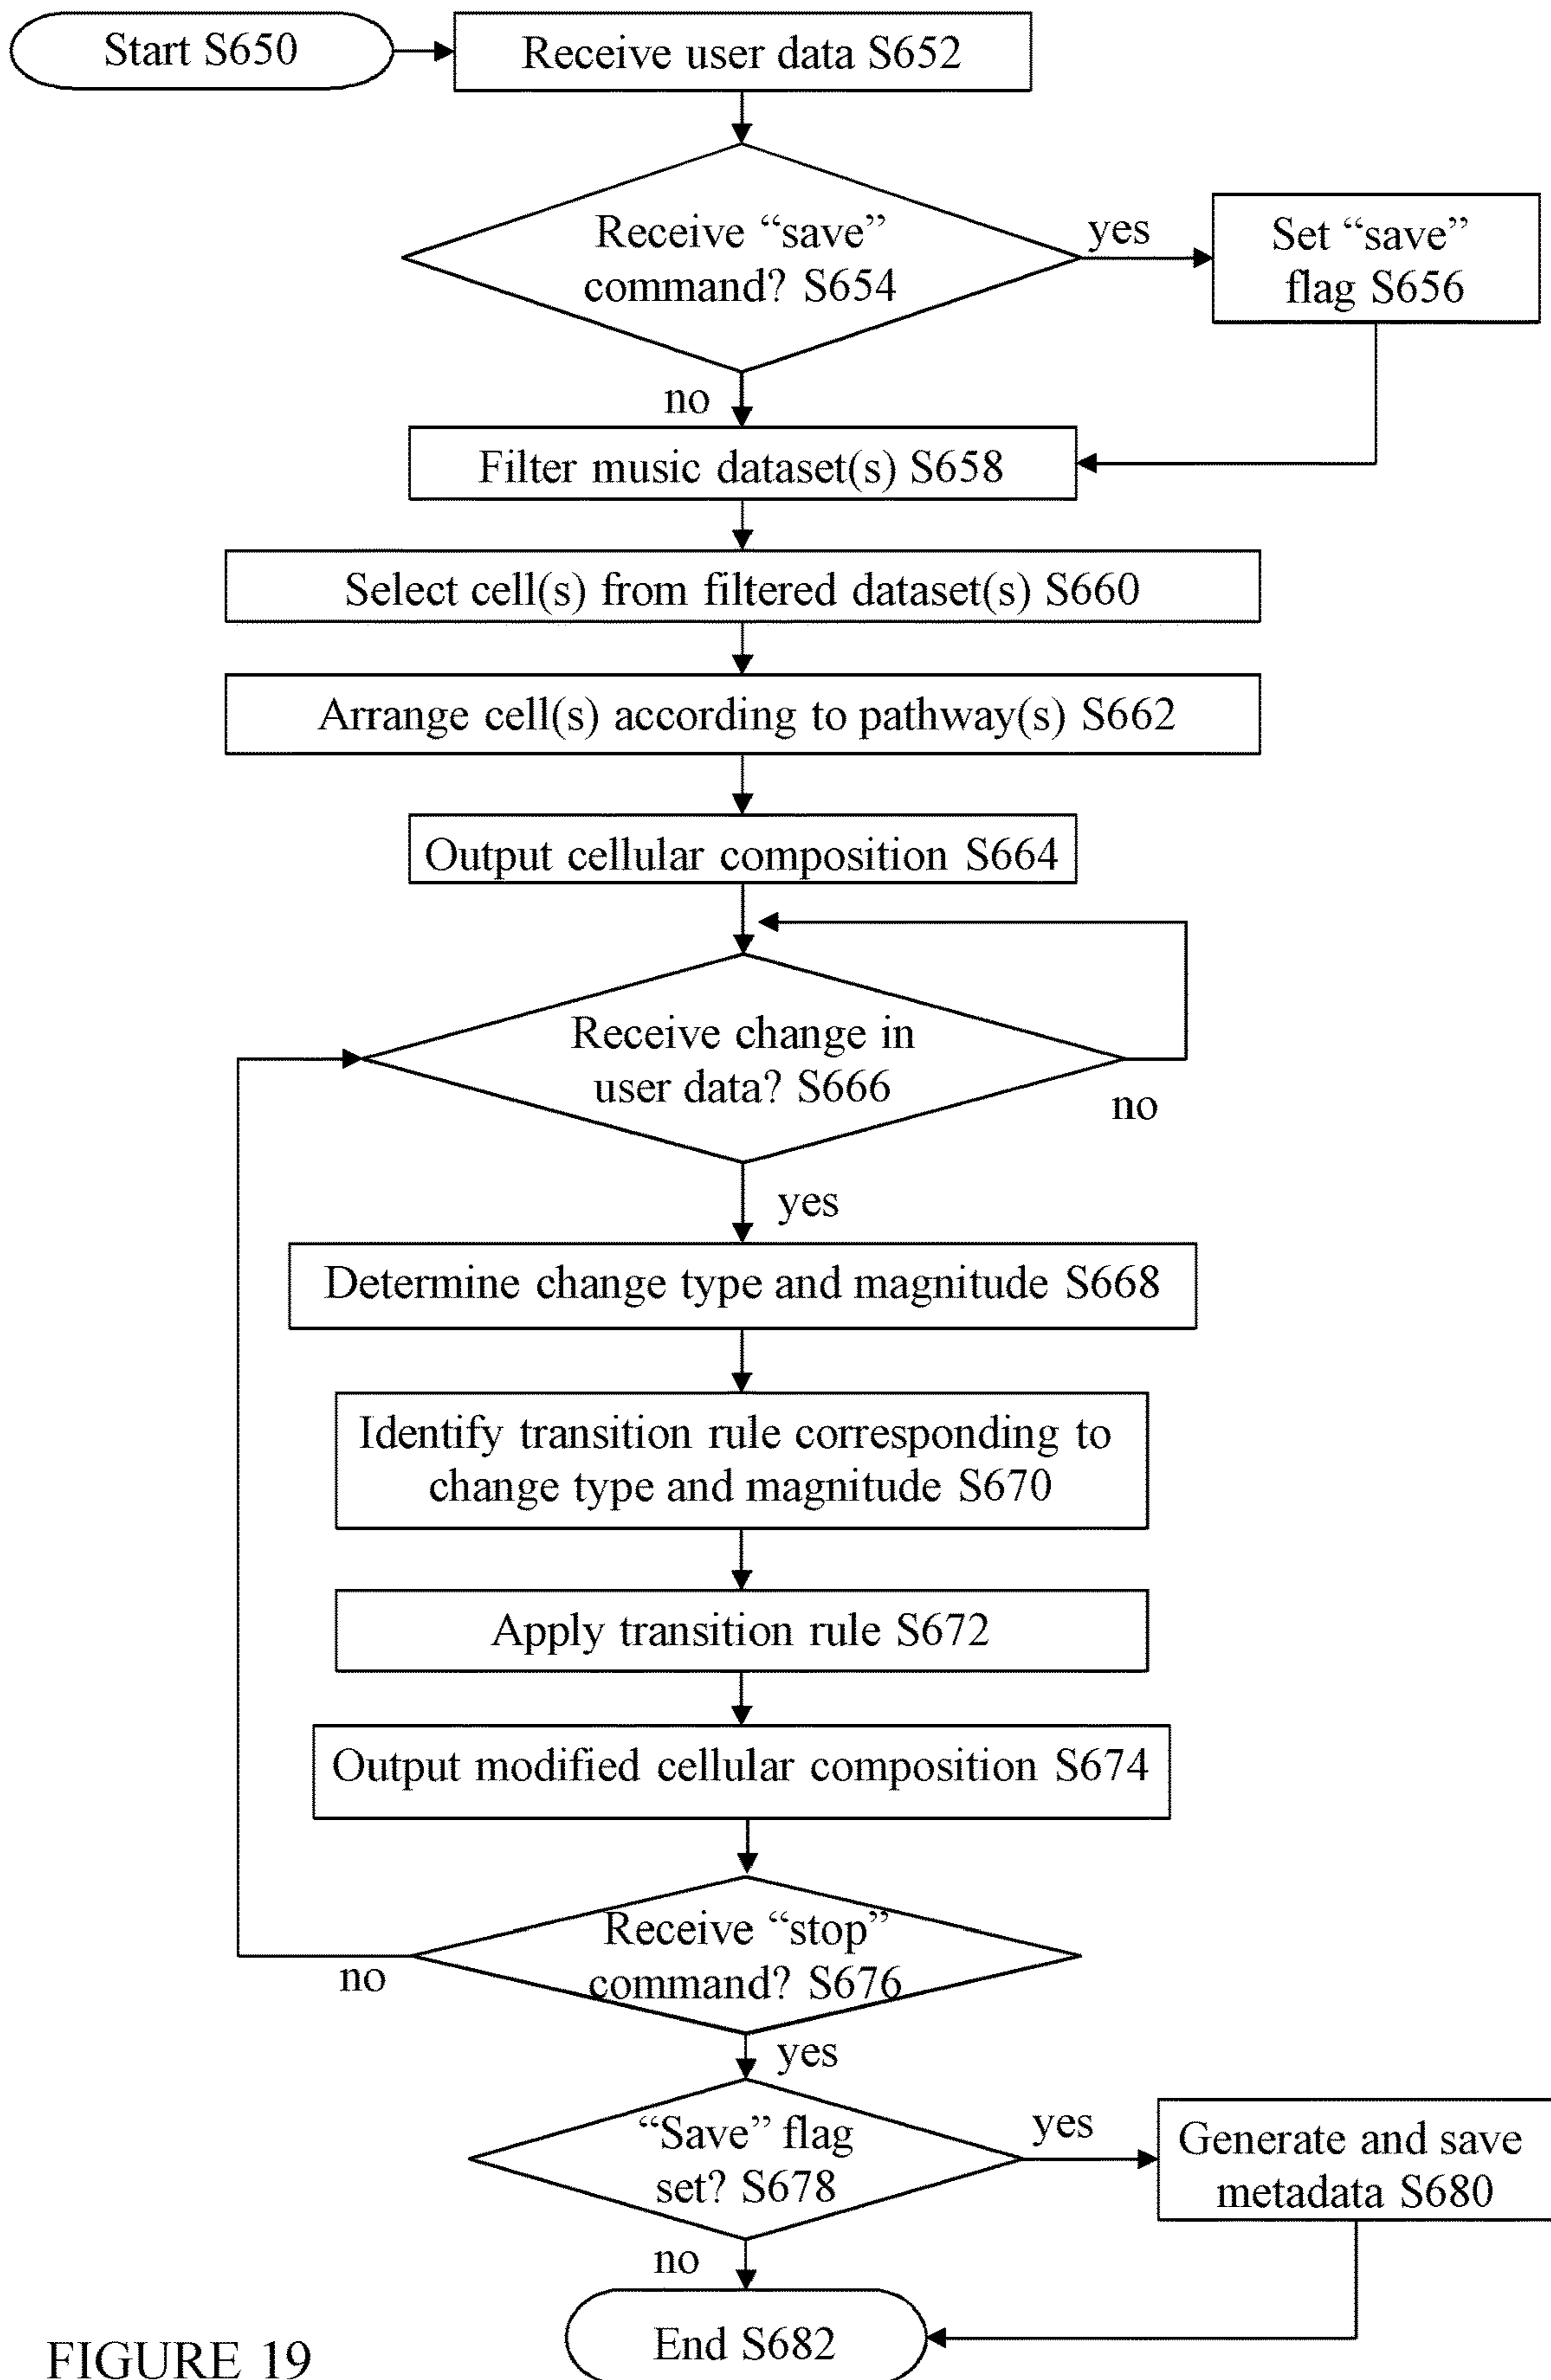 Start S650
Receive user data S652
Receive “save”
command? S654
yes
Set “save”
flag S656
no
Filter music dataset(s) S658
Select cell(s) from filtered dataset(s) S660
Arrange cell(s) according to pathway(s) S662
Output cellular composition S664
Receive change in
user data? S666
no
yes
Determine change type and magnitude S668
Identify transition rule corresponding to
change type and magnitude S670
Apply transition rule S672
Output modified cellular composition S674
Receive “stop”
command? S676
no
yes
“Save” flag
set? S678
yes
Generate and save
metadata S680
no
End S682
FIGURE 19